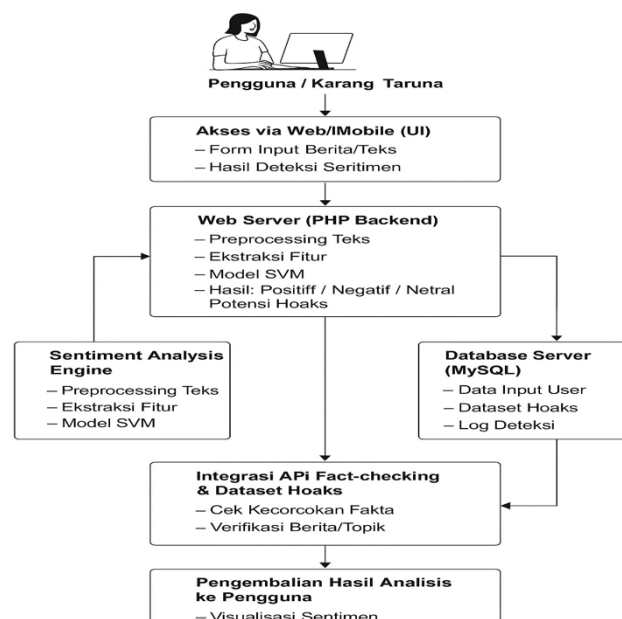 Pengguna / Karang Taruna
Akses via Web/IMobile (UI)
– Form Input Berita/Teks
– Hasil Deteksi Seritimen
Web Server (PHP Backend)
– Preprocessing Teks
– Ekstraksi Fitur
– Model SVM
– Hasil: Positiff / Negatif / Netral
Potensi Hoaks
Sentiment Analysis
Engine
– Preprocessing Teks
– Ekstraksi Fitur
– Model SVM
Database Server
(MySQL)
– Data Input User
– Dataset Hoaks
– Log Deteksi
Integrasi APi Fact-checking
& Dataset Hoaks
– Cek Kecorcokan Fakta
– Verifikasi Berita/Topik
Pengembalian Hasil Analisis
ke Pengguna
– Visualisasi Sentimen